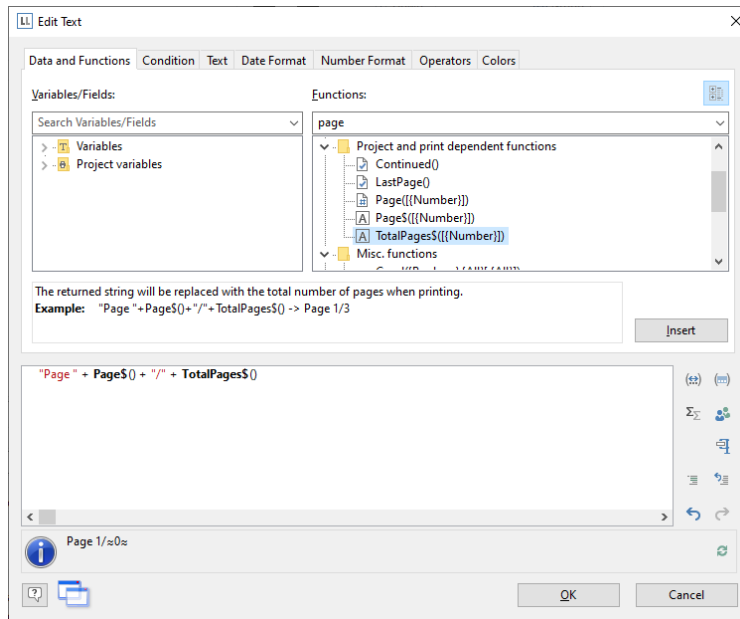 LL Edit Text
Data and Functions Condition Text Date Format Number Format Operators Colors
Variables/Fields: Functions:
Search Variables/Fields page
T Variables
Project variables
Project and print dependent functions
Continued()
LastPage()
# Page([{Number}])
A Page$([{Number}])
A TotalPages$([{Number}])
Misc. functions
The returned string will be replaced with the total number of pages when printing.
Example: "Page "+Page$()+"/"+TotalPages$() -> Page 1/3
Insert
"Page " + Page$() + "/" + TotalPages$()
Page 1/≈0≈
OK Cancel